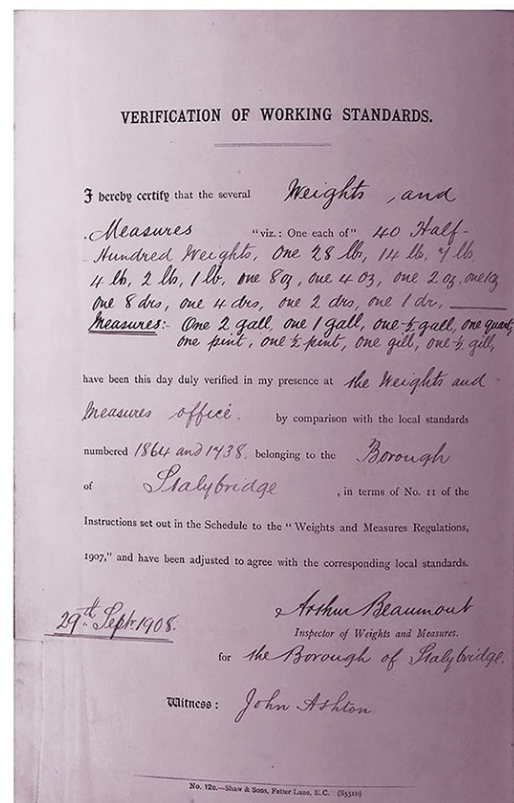 VERIFICATION OF WORKING STANDARDS.
I hereby certify that the several Weights, and
Measures "viz.: One each of" 40 Half-
Hundred Weights, One 28 lbs, 14 lb, 7 lbs,
4 lb, 2 lbs, 1 lb, one 8 oz, one 4 oz, one 2 oz, one 1 oz
one 8 drs, one 4 drs, one 2 drs, one 1 dr,
Measures:- One 2 gall, one 1 gall, one ½ gall, one quart,
one pint, one ½ pint, one gill, one ½ gill,
have been this day duly verified in my presence at the Weights and
Measures office. by comparison with the local standards
numbered 1864 and 1738 belonging to the Borough
of Stalybridge, in terms of No. 11 of the
Instructions set out in the Schedule to the "Weights and Measures Regulations,
1907," and have been adjusted to agree with the corresponding local standards.
Arthur Beaumont
29th Septr. 1908.
Inspector of Weights and Measures.
for the Borough of Stalybridge.
Witness: John Ashton
No. 12c.—Shaw & Sons, Fetter Lane, E.C. (S5510)